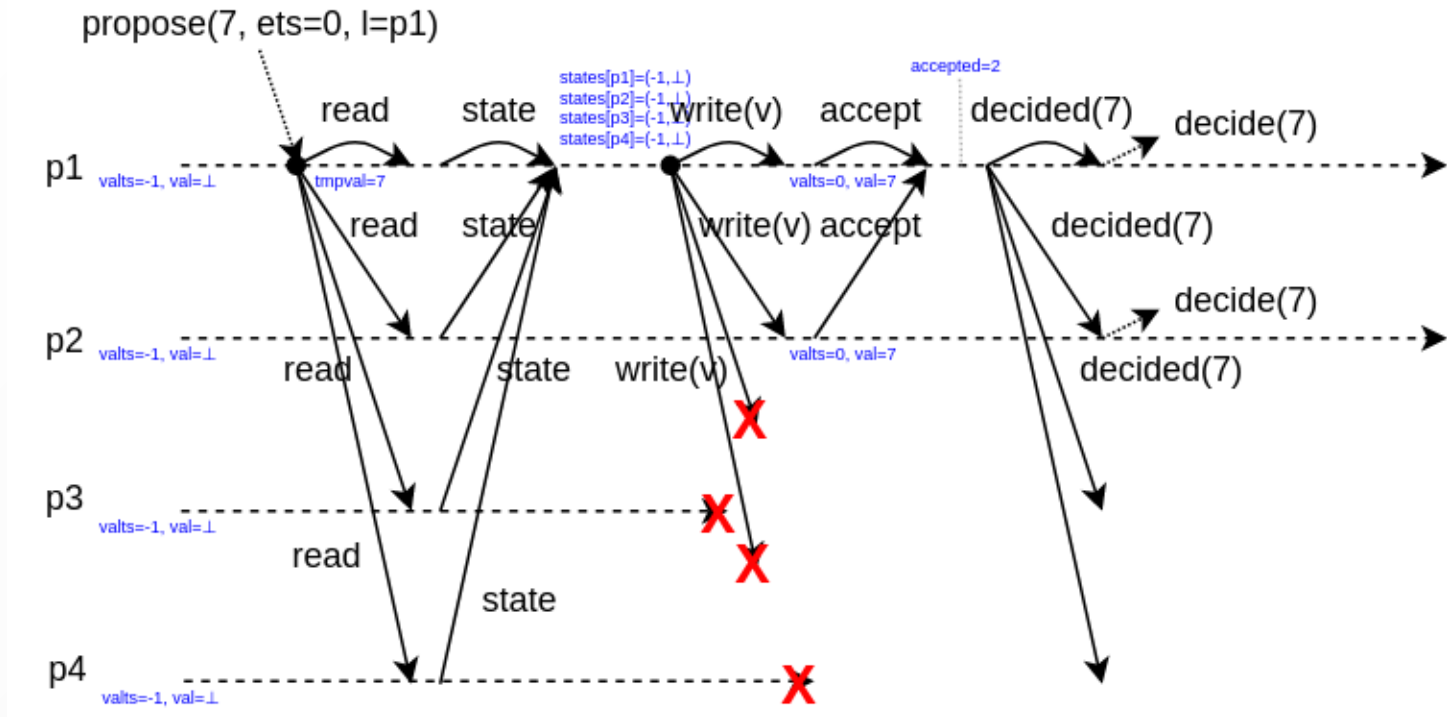 propose(7, ets=0, l=p1)
accepted=2
states[p1]=(-1,⊥)
states[p2]=(-1,⊥)
states[p3]=(-1,⊥)
states[p4]=(-1,⊥)
read
state
write(v)
accept
decided(7)
decide(7)
p1
valts=-1, val=⊥
tmpval=7
valts=0, val=7
read
state
write(v)
accept
decided(7)
decide(7)
p2
valts=-1, val=⊥
valts=0, val=7
read
state
write(v)
decided(7)
X
p3
X
valts=-1, val=⊥
read
X
state
p4
X
valts=-1, val=⊥